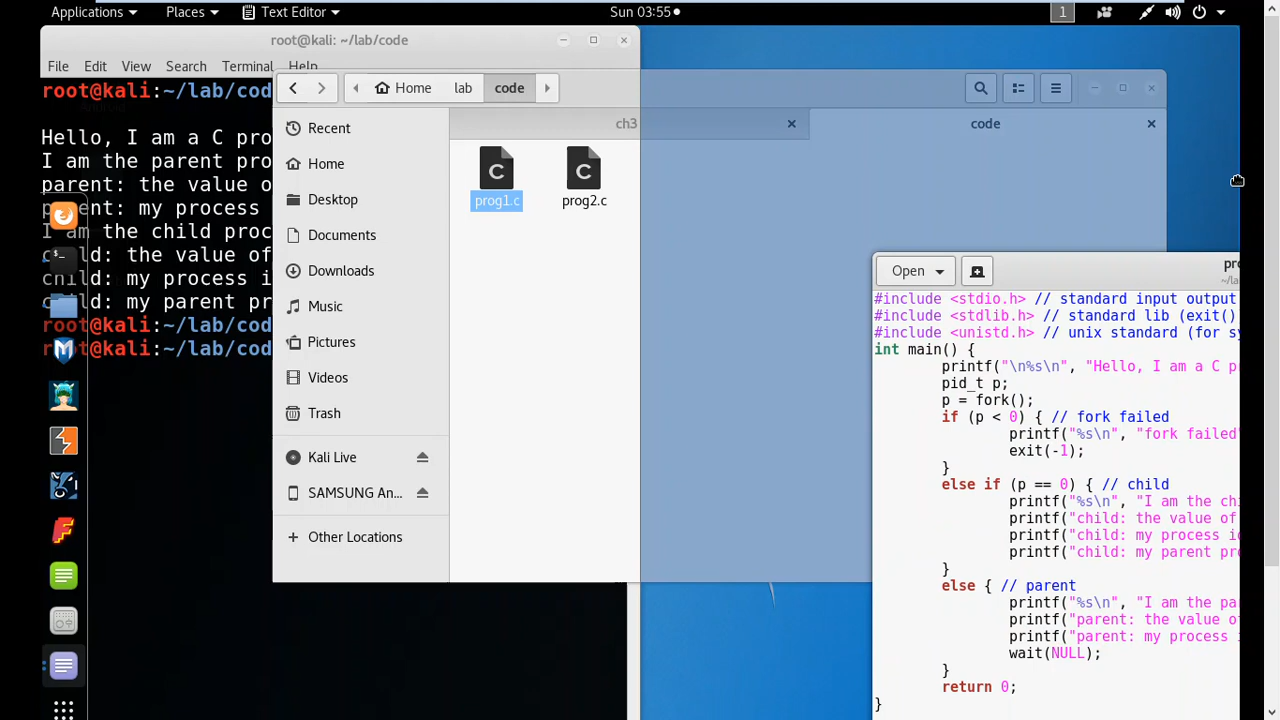 Applications Places Text Editor Sun 03:55 1
root@kali: ~/lab/code
File Edit View Search Terminal Help
root@kali:~/lab/cod
Hello, I am a C pro
I am the parent pro
parent: the value o
parent: my process
I am the child proc
child: the value of
child: my process i
child: my parent pr
root@kali:~/lab/cod
root@kali:~/lab/cod
Home lab code
Recent
Home
Desktop
Documents
Downloads
Music
Pictures
Videos
Trash
Kali Live
SAMSUNG An...
+ Other Locations
ch3
code
prog1.c prog2.c
Open
pro
~/la
#include <stdio.h> // standard input output
#include <stdlib.h> // standard lib (exit()
#include <unistd.h> // unix standard (for sy
int main() {
printf("\n%s\n", "Hello, I am a C p
pid_t p;
p = fork();
if (p < 0) { // fork failed
printf("%s\n", "fork failed"
exit(-1);
}
else if (p == 0) { // child
printf("%s\n", "I am the chi
printf("child: the value of
printf("child: my process id
printf("child: my parent pro
}
else { // parent
printf("%s\n", "I am the pa
printf("parent: the value of
printf("parent: my process i
wait(NULL);
}
return 0;
}